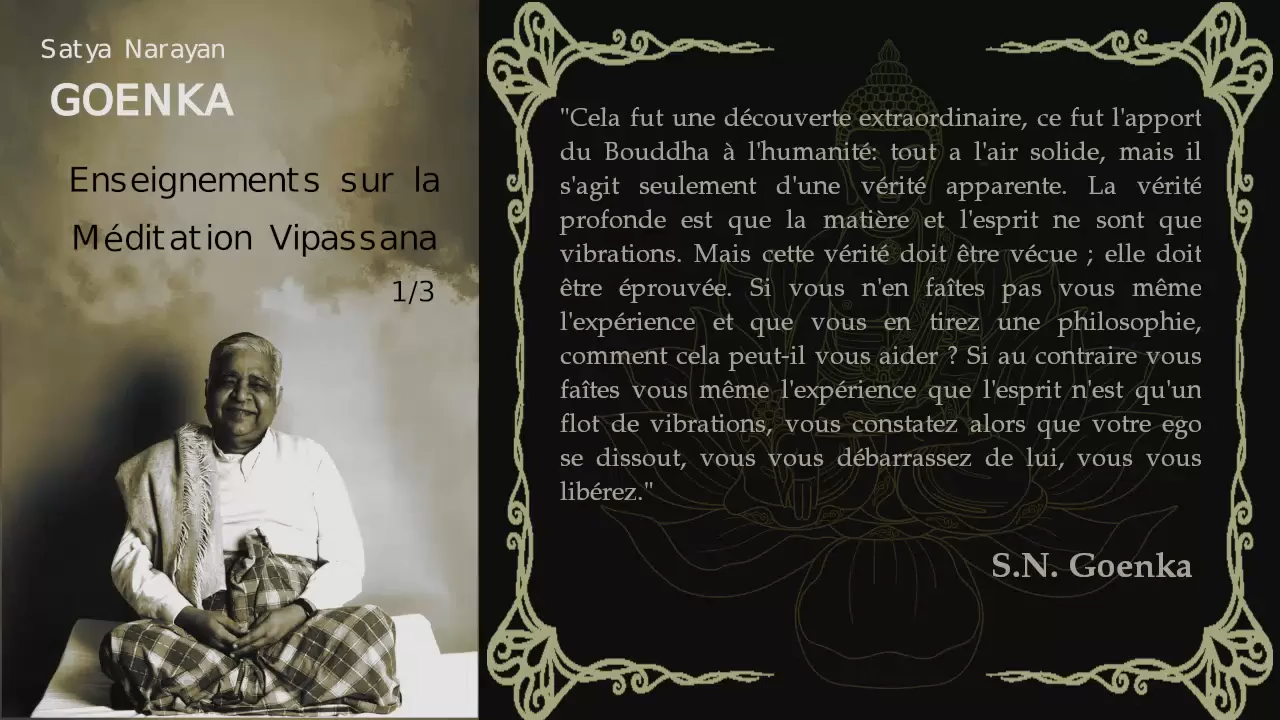 Satya Narayan
GOENKA
Enseignements sur la
Méditation Vipassana
1/3
"Cela fut une découverte extraordinaire, ce fut l'apport
du Bouddha à l'humanité: tout a l'air solide, mais il
s'agit seulement d'une vérité apparente. La vérité
profonde est que la matière et l'esprit ne sont que
vibrations. Mais cette vérité doit être vécue ; elle doit
être éprouvée. Si vous n'en faîtes pas vous même
l'expérience et que vous en tirez une philosophie,
comment cela peut-il vous aider ? Si au contraire vous
faîtes vous même l'expérience que l'esprit n'est qu'un
flot de vibrations, vous constatez alors que votre ego
se dissout, vous vous débarrassez de lui, vous vous
libérez."
S.N. Goenka